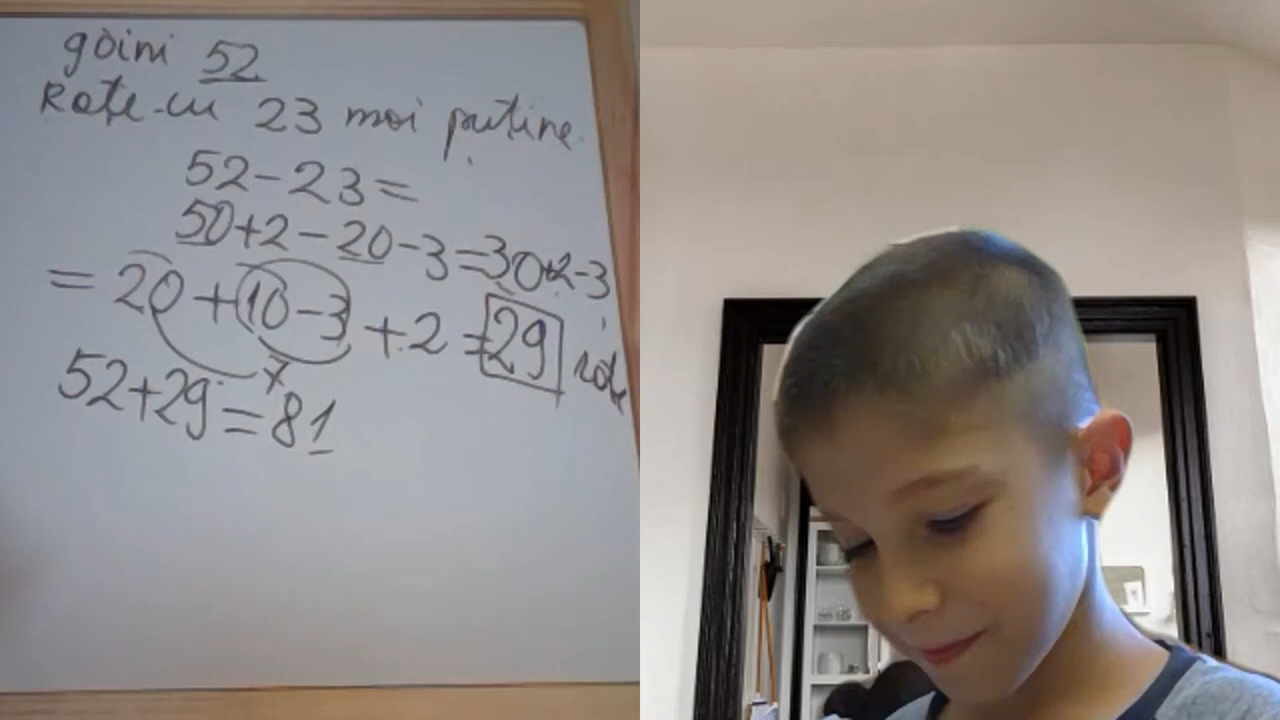 găini 52
Rațe-cu 23 mai puține.
52-23=
50+2-20-3=30+2-3
=20+(10-3)+2=29 rațe
7
52+29=81